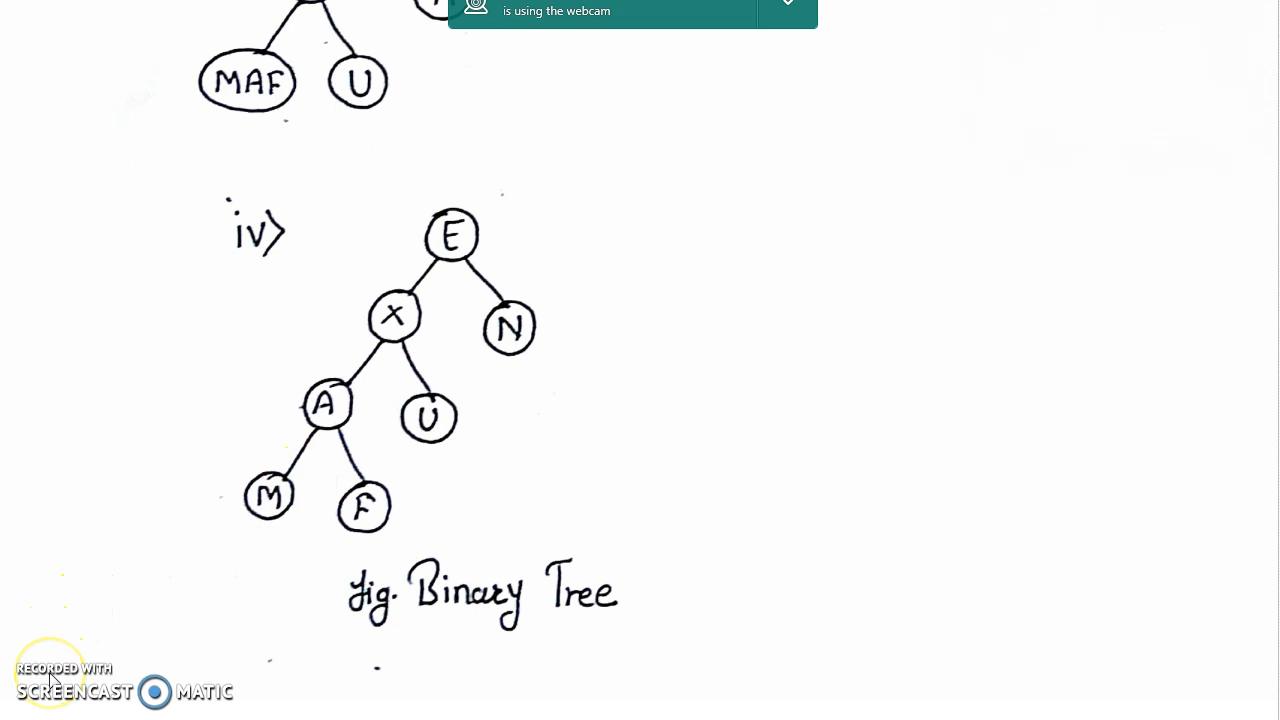 is using the webcam
MAF U
iv>
E
X N
A U
M F
fig. Binary Tree
RECORDED WITH
SCREENCAST MATIC